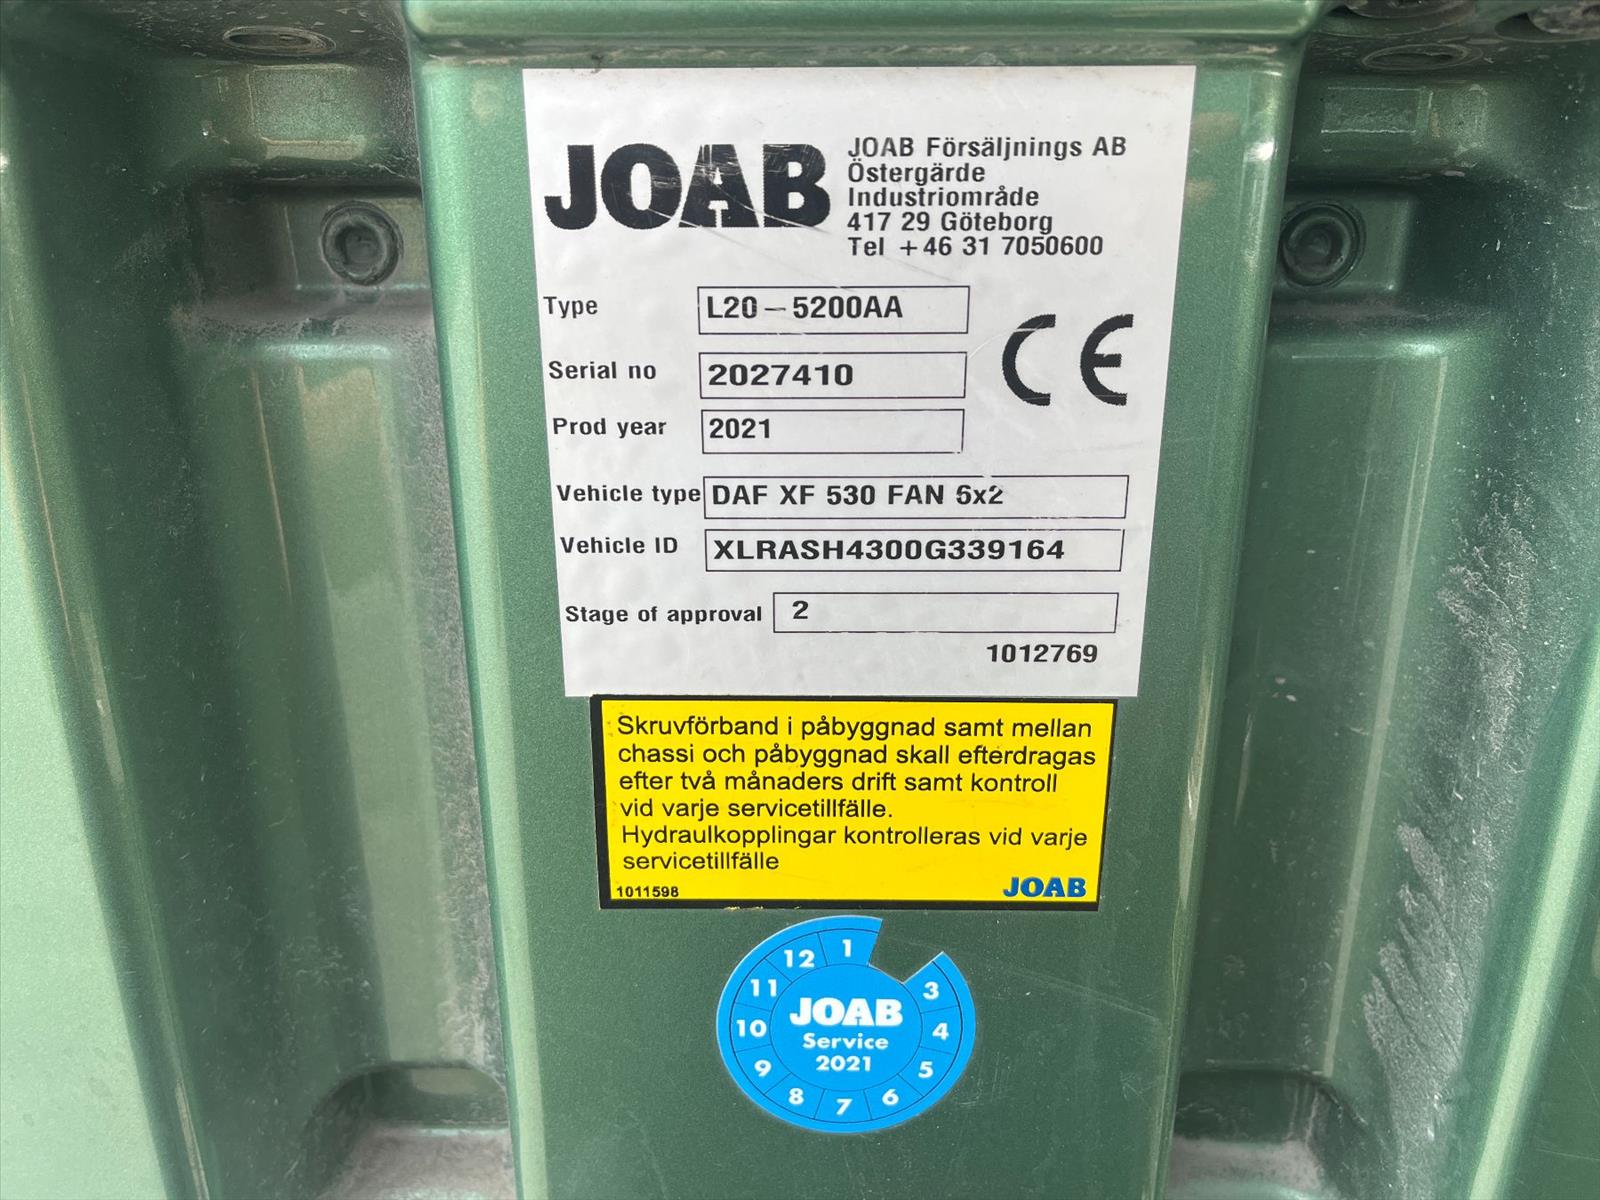 JOAB
JOAB Försäljnings AB
Östergärde
Industriområde
417 29 Göteborg
Tel +46 31 7050600
Type L20-5200AA
Serial no 2027410
CE
Prod year 2021
Vehicle type DAF XF 530 FAN 6x2
Vehicle ID XLRASH4300G339164
Stage of approval 2
1012769
Skruvförband i påbyggnad samt mellan
chassi och påbyggnad skall efterdragas
efter två månaders drift samt kontroll
vid varje servicetillfälle.
Hydraulkopplingar kontrolleras vid varje
servicetillfälle
1011598 JOAB
12 1
11 3
JOAB
10 4
Service
2021
9 5
8 7 6